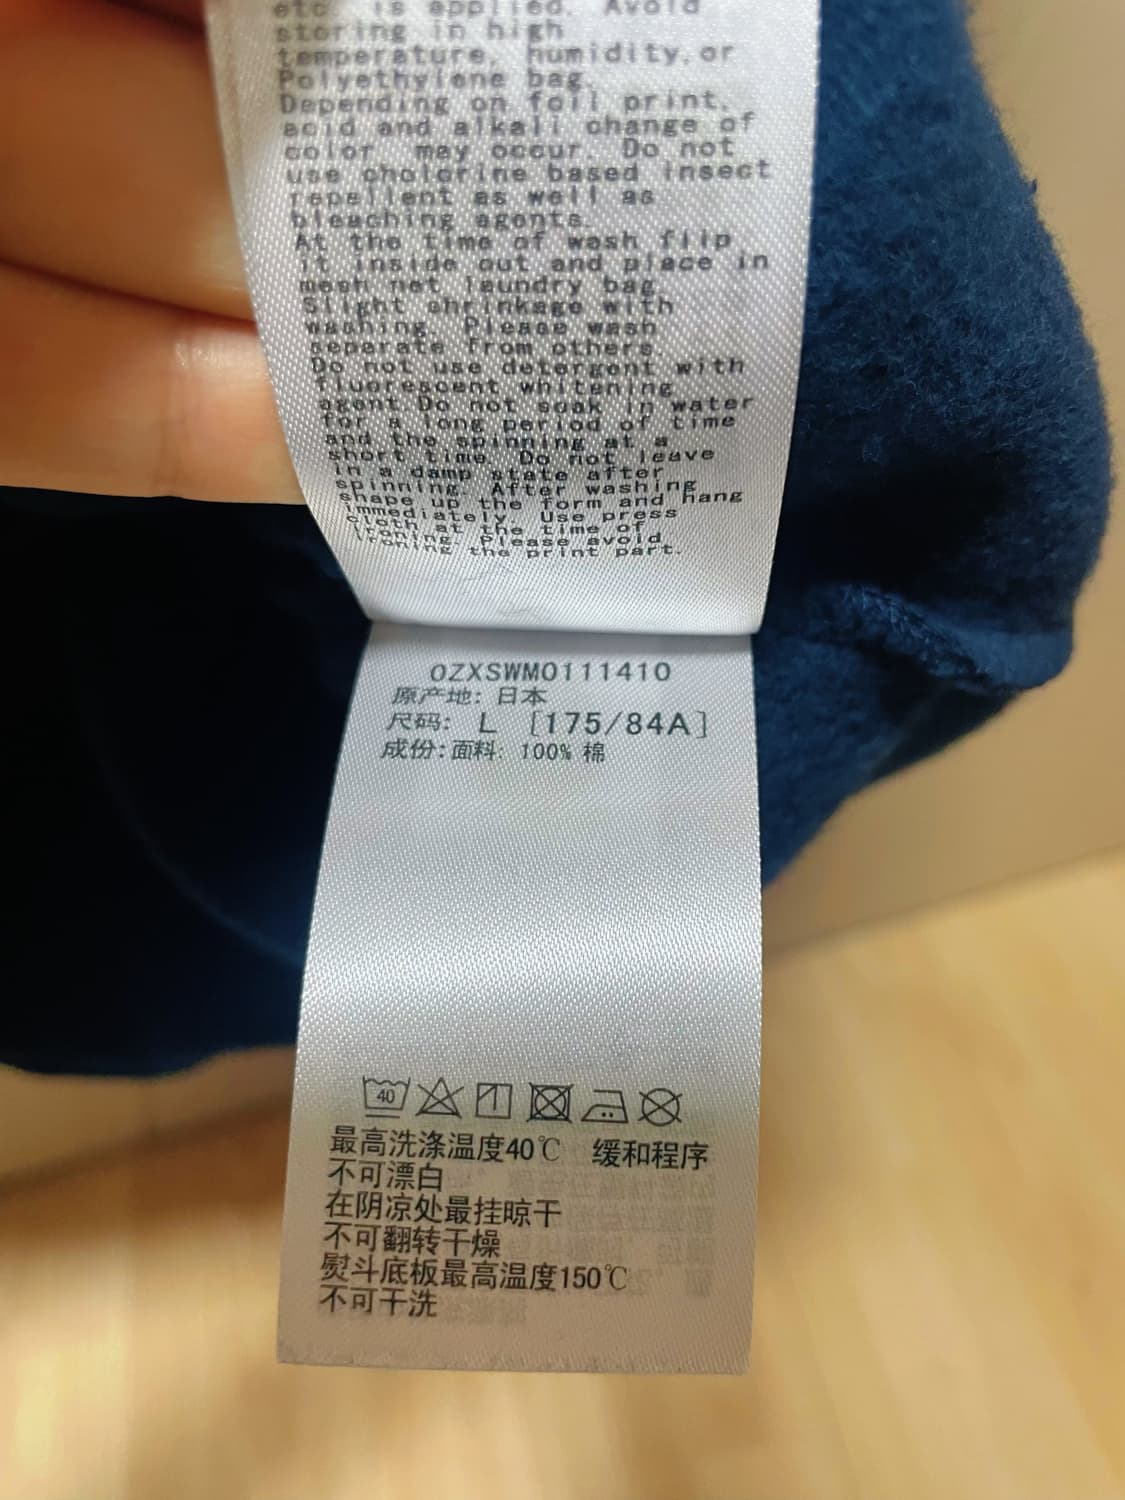 etc. is applied. Avoid
storing in high
temperature, humidity,or
Polyethylene bag.
Depending on foil print,
acid and alkali change of
color may occur. Do not
use cholorine based insect
repellent as well as
bleaching agents.
At the time of wash flip
it inside out and place in
mesh net laundry bag.
Slight shrinkage with
washing. Please wash
separate from others.
Do not use detergent with
fluorescent whitening
agent.Do not soak in water
for a long period of time
and the spinning at a
short time. Do not leave
in a damp state after
spinning. After washing
shape up the form and hang
immediately. Use press
cloth at the time of
ironing. Please avoid
ironing the print part.
0ZXSWM0111410
原产地: 日本
尺码: L [175/84A]
成份:面料: 100% 棉
40
最高洗涤温度40℃ 缓和程序
不可漂白
在阴凉处最挂晾干
不可翻转干燥
熨斗底板最高温度150℃
不可干洗